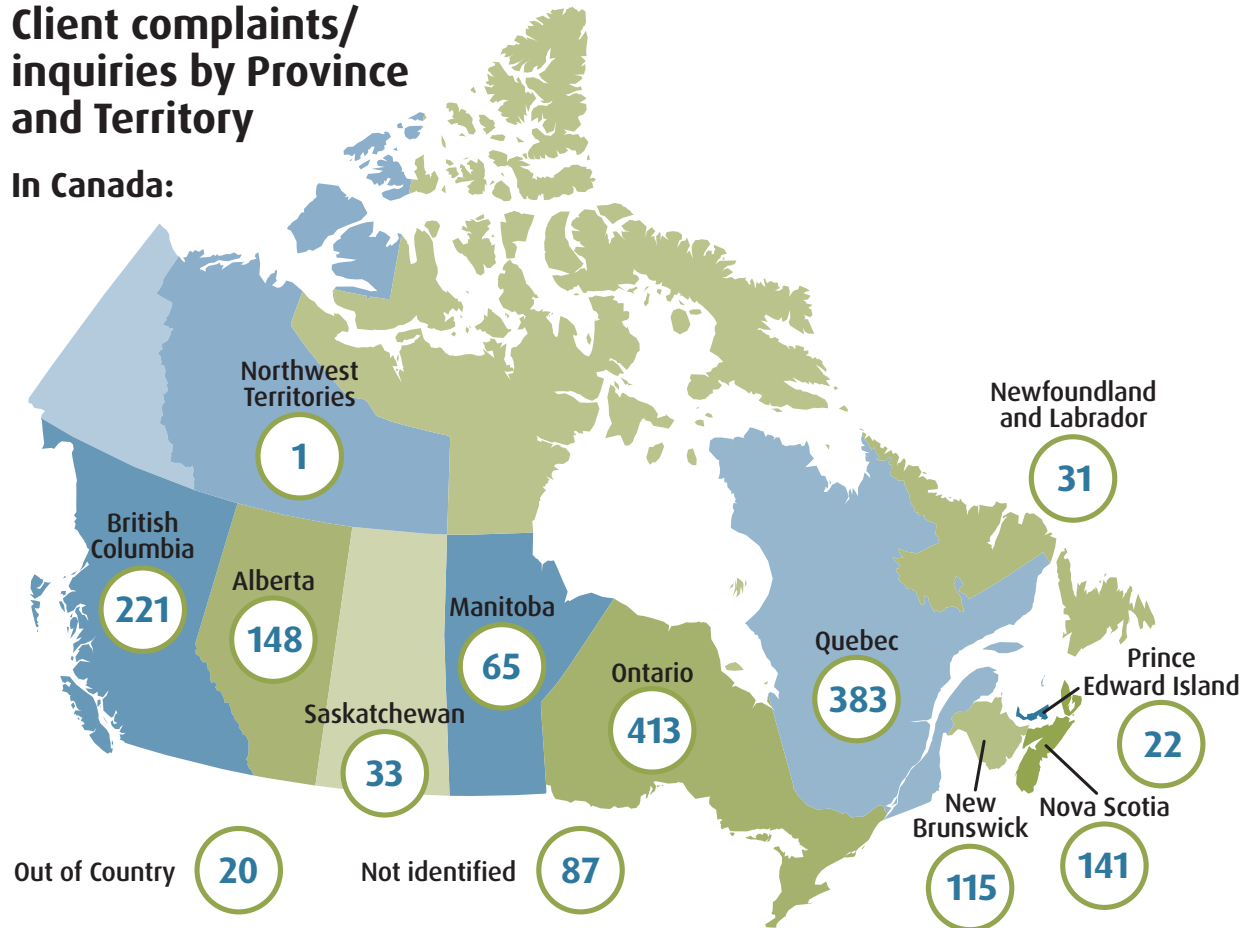 Client complaints/
inquiries by Province
and Territory
In Canada:
Northwest
Territories
1
Newfoundland
and Labrador
31
British
Columbia
221
Alberta
148
Saskatchewan
33
Manitoba
65
Ontario
413
Quebec
383
Prince
Edward Island
22
New
Brunswick
115
Nova Scotia
141
Out of Country
20
Not identified
87